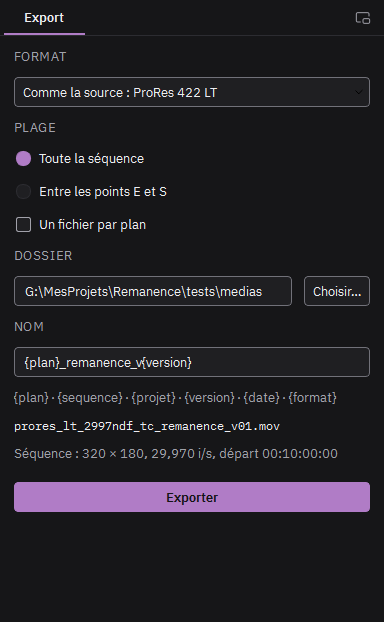 Export
FORMAT
Comme la source : ProRes 422 LT
PLAGE
Toute la séquence
Entre les points E et S
Un fichier par plan
DOSSIER
G:\MesProjets\Remanence\tests\medias
Choisir...
NOM
{plan}_remanence_v{version}
{plan} · {sequence} · {projet} · {version} · {date} · {format}
prores_lt_2997ndf_tc_remanence_v01.mov
Séquence : 320 × 180, 29,970 i/s, départ 00:10:00:00
Exporter